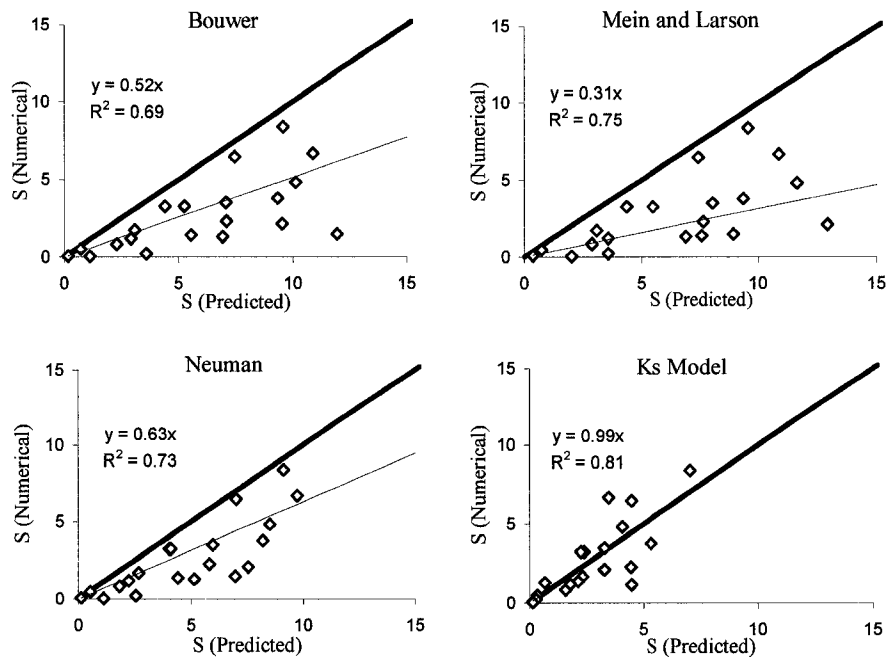 Bouwer
15
10
5
0
S (Numerical)
y = 0.52x
R² = 0.69
0 5 10 15
S (Predicted)
Mein and Larson
15
10
5
0
S (Numerical)
y = 0.31x
R² = 0.75
0 5 10 15
S (Predicted)
Neuman
15
10
5
0
S (Numerical)
y = 0.63x
R² = 0.73
0 5 10 15
S (Predicted)
Ks Model
15
10
5
0
S (Numerical)
y = 0.99x
R² = 0.81
0 5 10 15
S (Predicted)